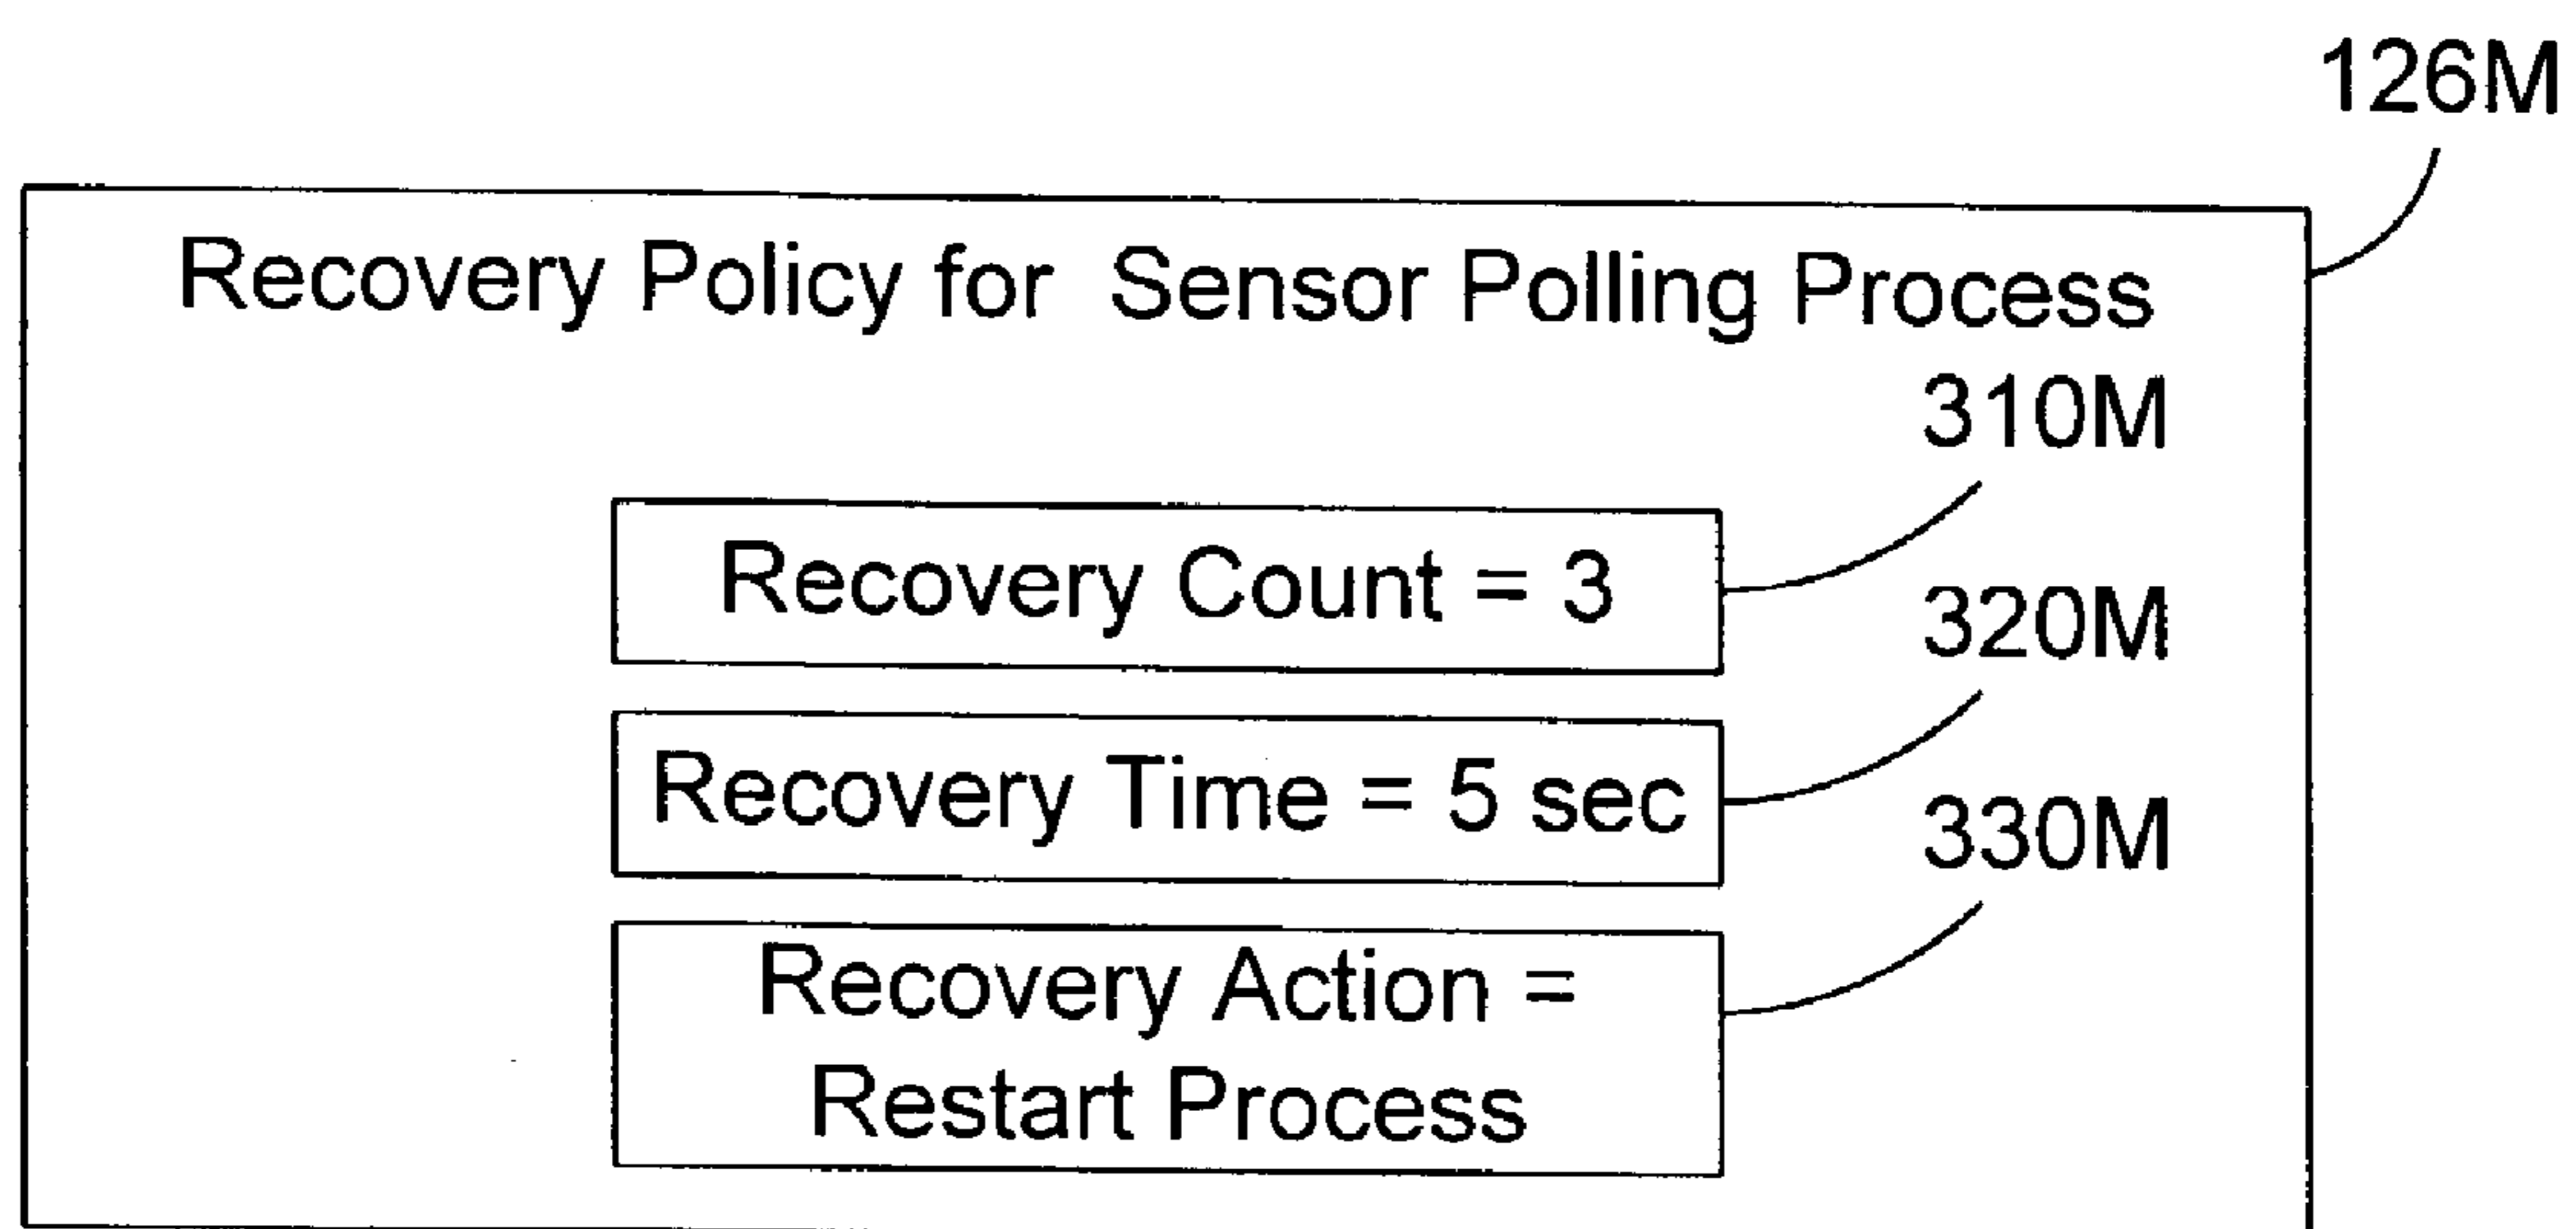 126M
Recovery Policy for Sensor Polling Process
310M
Recovery Count = 3
320M
Recovery Time = 5 sec
330M
Recovery Action =
Restart Process